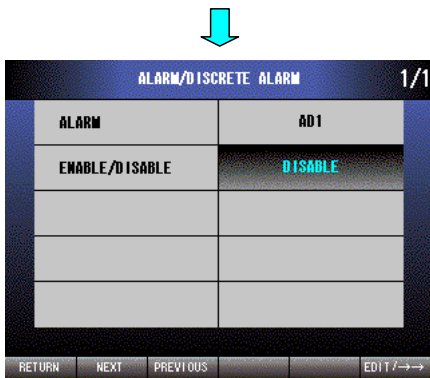 ALARM/DISCRETE ALARM 1/1
ALARM AD1
ENABLE/DISABLE DISABLE
RETURN NEXT PREVIOUS EDIT/→→